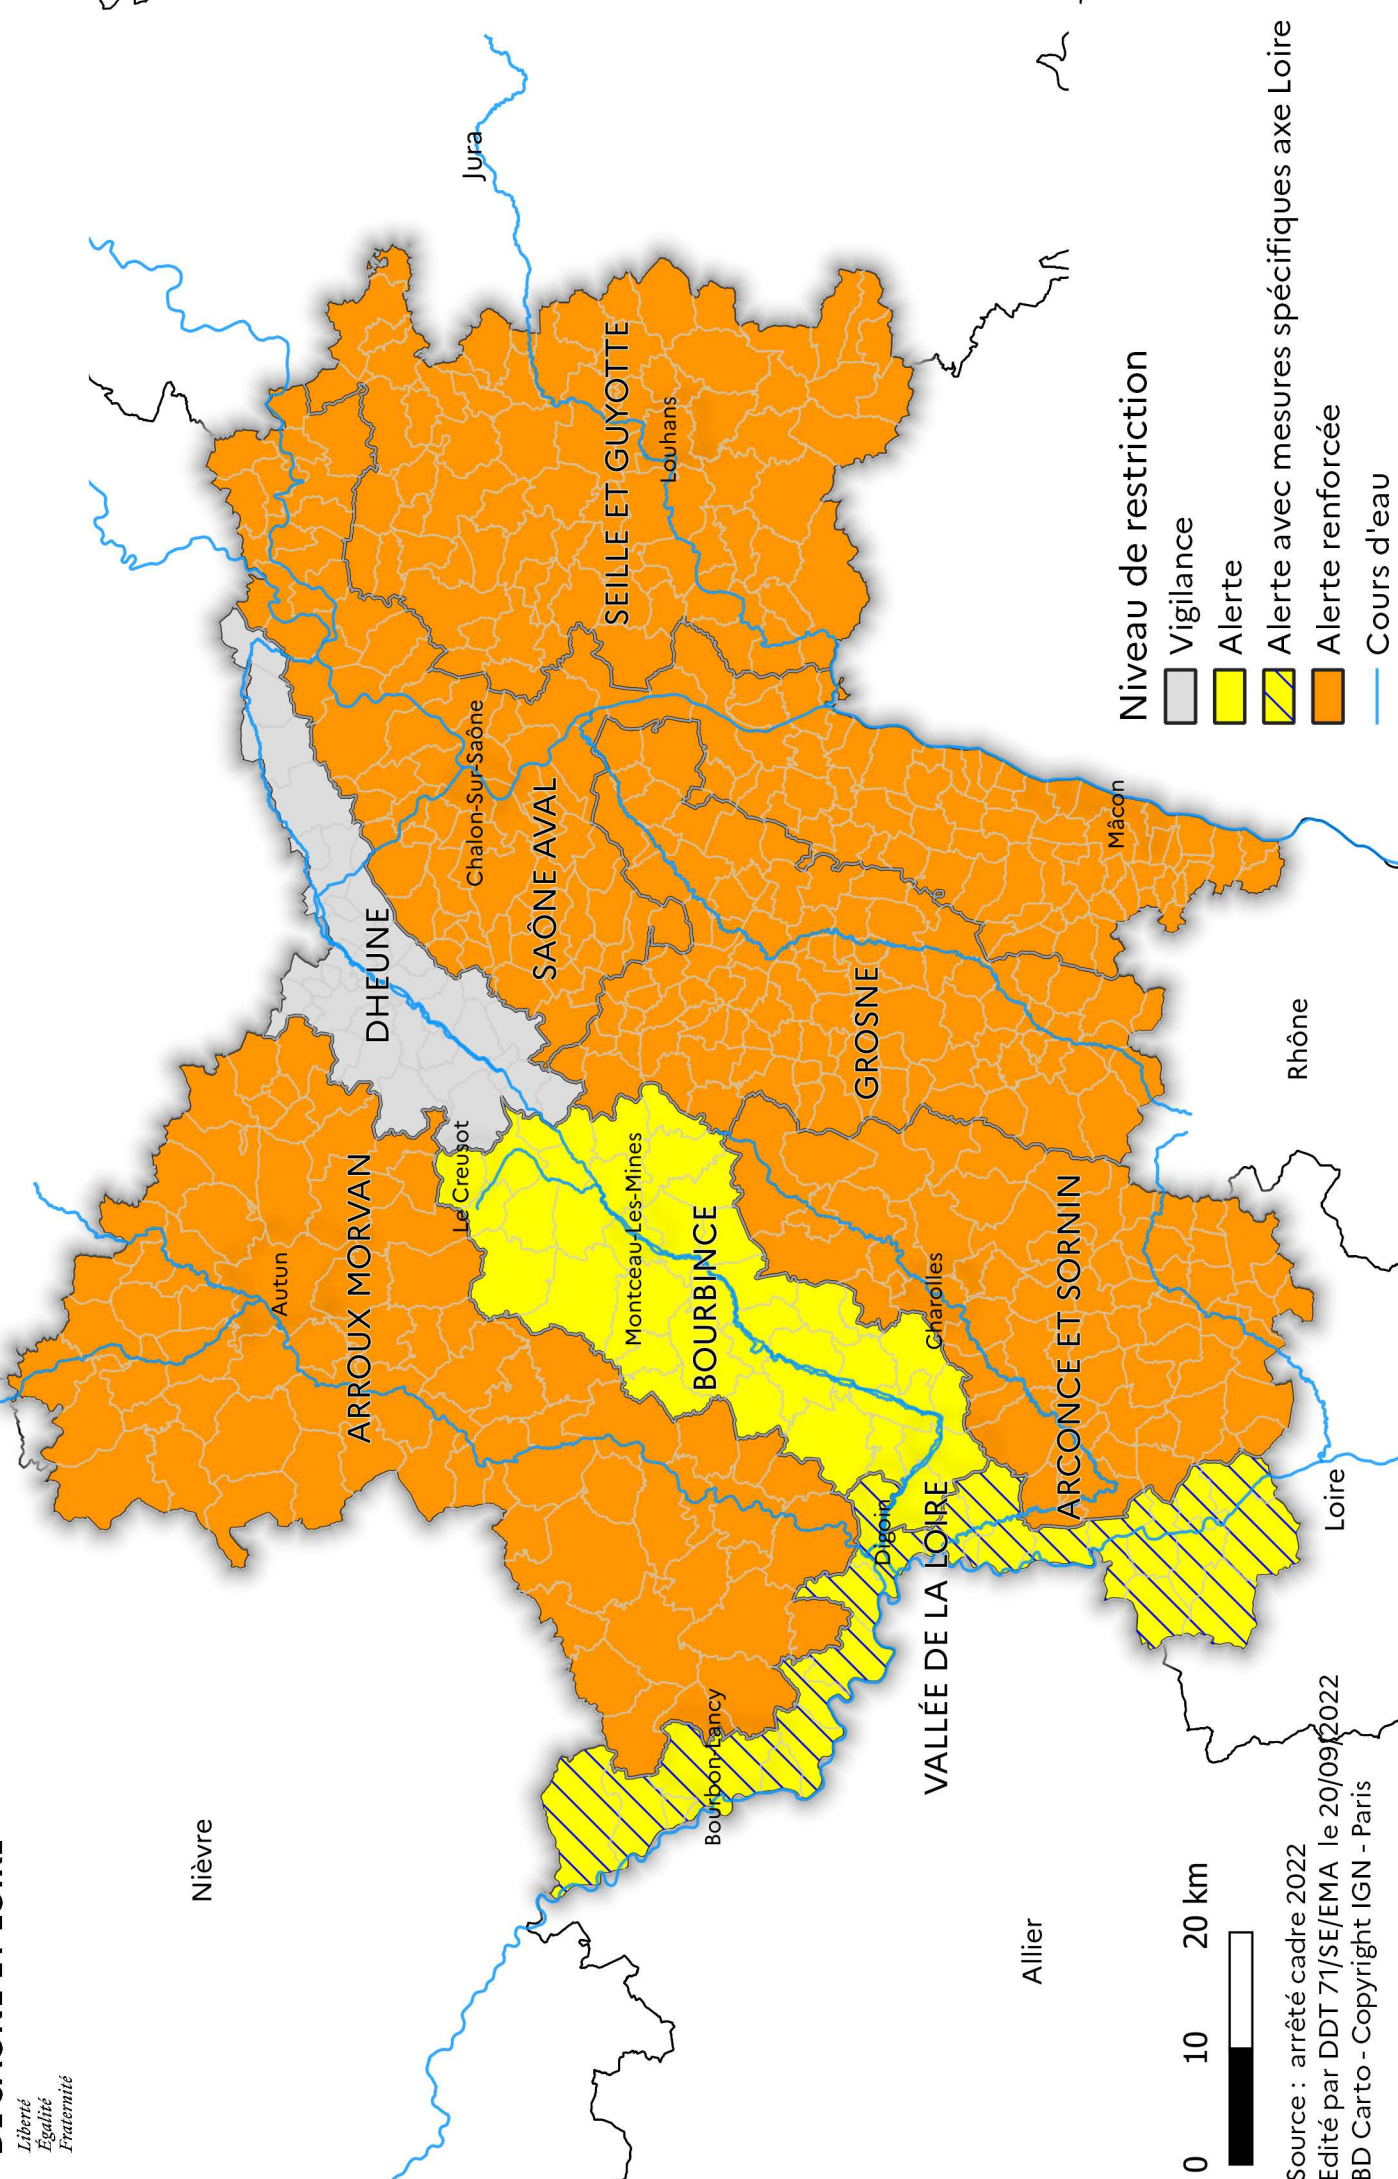 Liberté
Égalité
Fraternité
Nièvre
Jura
Autun
ARROUX MORVAN
DHEUNE
Le Creusot
Chalon-Sur-Saône
SAÔNE AVAL
SEILLE ET GUYOTTE
Louhans
Montceau-Les-Mines
BOURBINCE
Bourbon-Lancy
GROSNE
Digoin
Charolles
VALLÉE DE LA LOIRE
Allier
ARCONCE ET SORNIN
Mâcon
Rhône
Loire
Niveau de restriction
Vigilance
Alerte
Alerte avec mesures spécifiques axe Loire
Alerte renforcée
Cours d'eau
0 10 20 km
Source : arrêté cadre 2022
Edité par DDT 71/SE/EMA le 20/09/2022
BD Carto - Copyright IGN - Paris